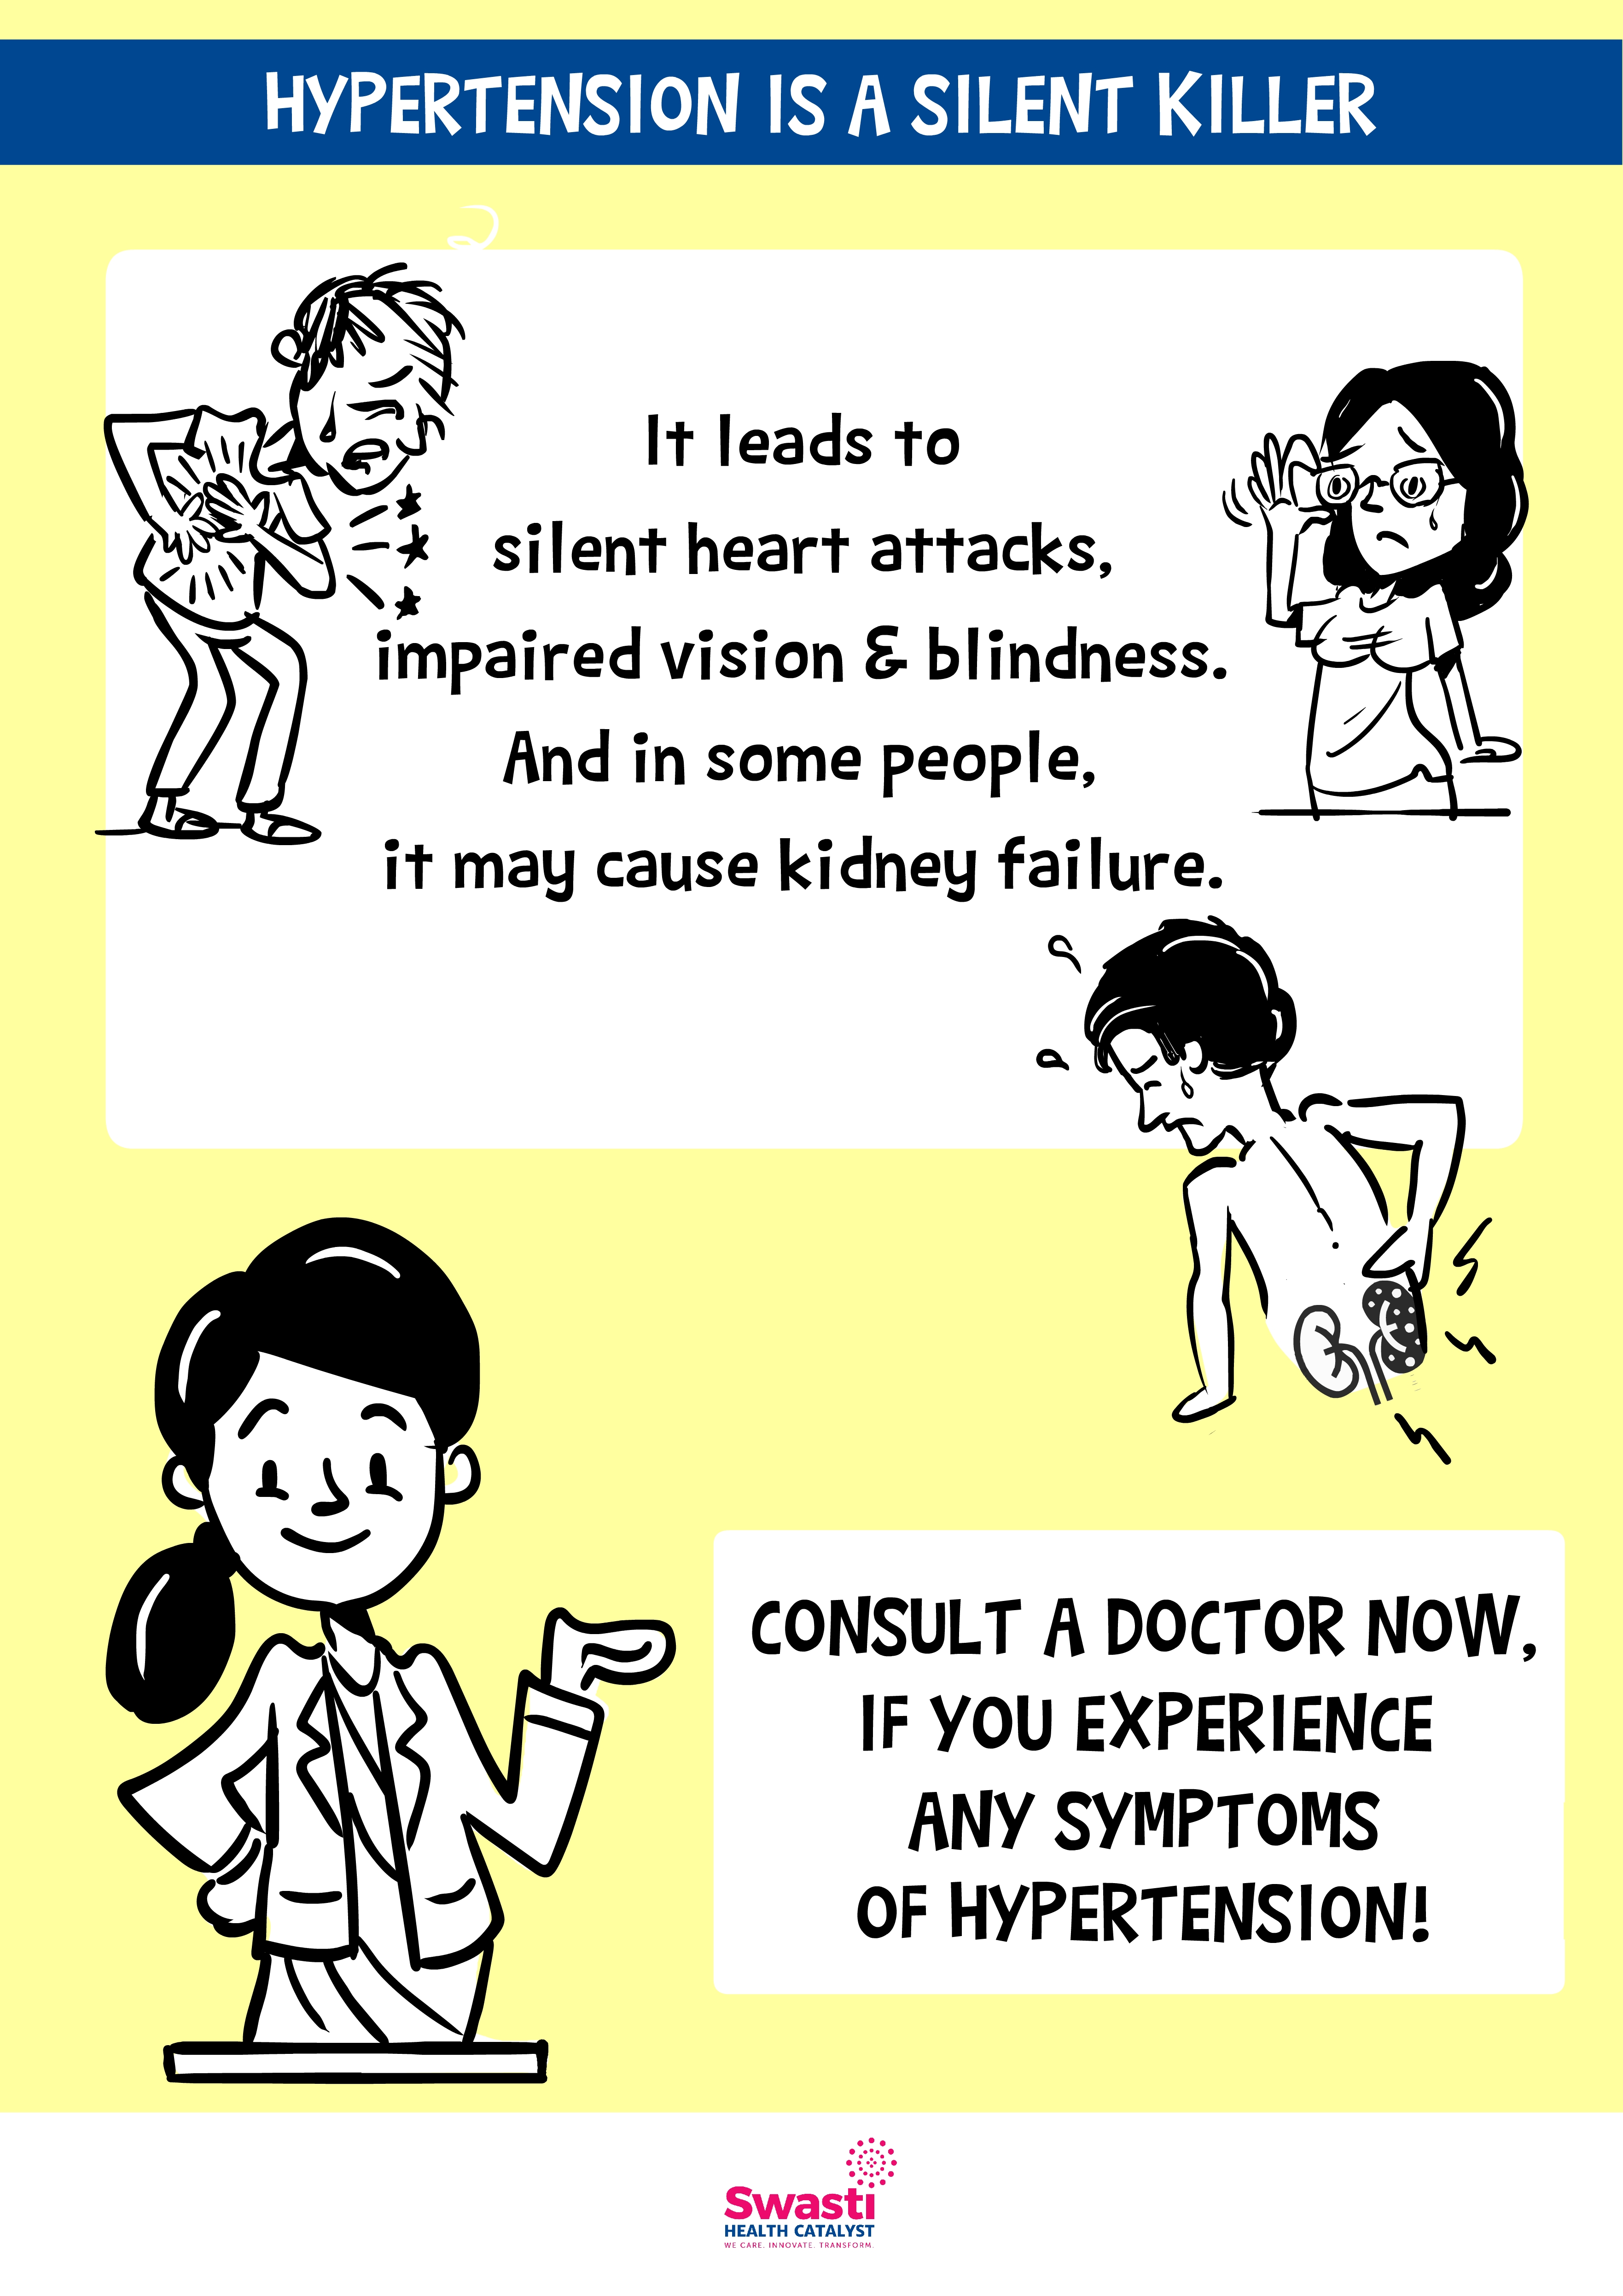 HYPERTENSION IS A SILENT KILLER
It leads to
silent heart attacks,
impaired vision & blindness.
And in some people,
it may cause kidney failure.
CONSULT A DOCTOR NOW,
IF YOU EXPERIENCE
ANY SYMPTOMS
OF HYPERTENSION!
Swasti
HEALTH CATALYST
WE CARE. INNOVATE. TRANSFORM.